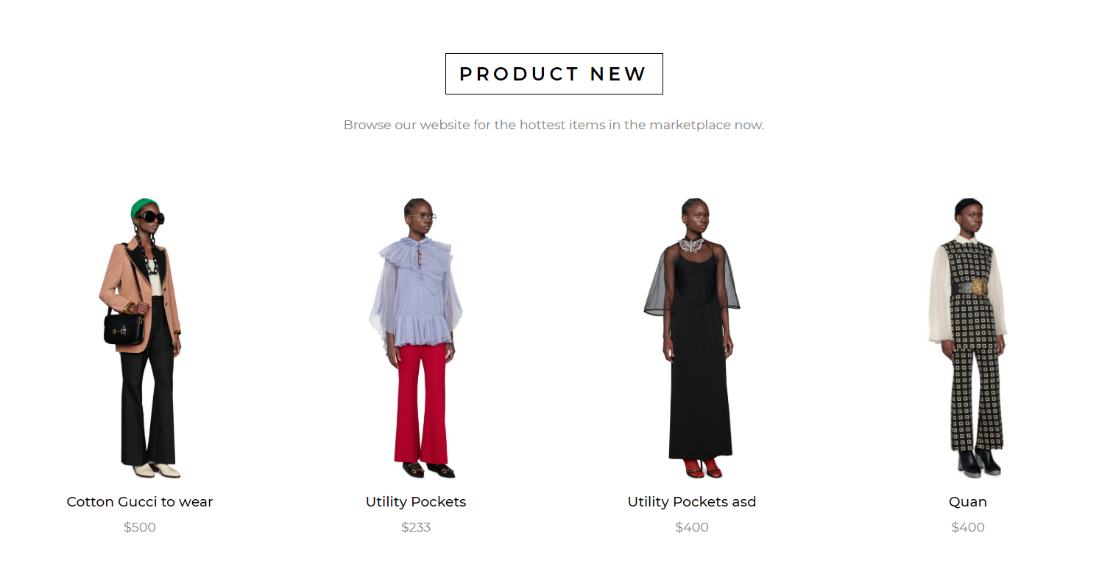 PRODUCT NEW
Browse our website for the hottest items in the marketplace now.
Cotton Gucci to wear
$500
Utility Pockets
$233
Utility Pockets asd
$400
Quan
$400